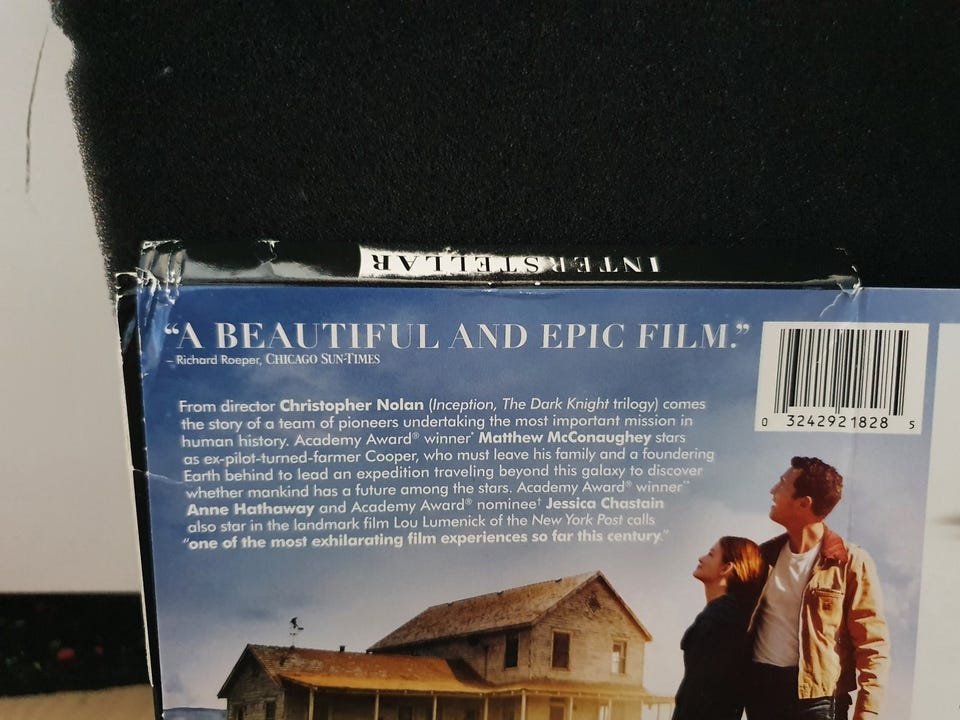 INTERSTELLAR
“A BEAUTIFUL AND EPIC FILM.”
– Richard Roeper, CHICAGO SUN-TIMES
From director Christopher Nolan (Inception, The Dark Knight trilogy) comes
the story of a team of pioneers undertaking the most important mission in
human history. Academy Award® winner* Matthew McConaughey stars
as ex-pilot-turned-farmer Cooper, who must leave his family and a foundering
Earth behind to lead an expedition traveling beyond this galaxy to discover
whether mankind has a future among the stars. Academy Award® winner**
Anne Hathaway and Academy Award® nominee† Jessica Chastain
also star in the landmark film Lou Lumenick of the New York Post calls
“one of the most exhilarating film experiences so far this century.”
0 3242921828 5